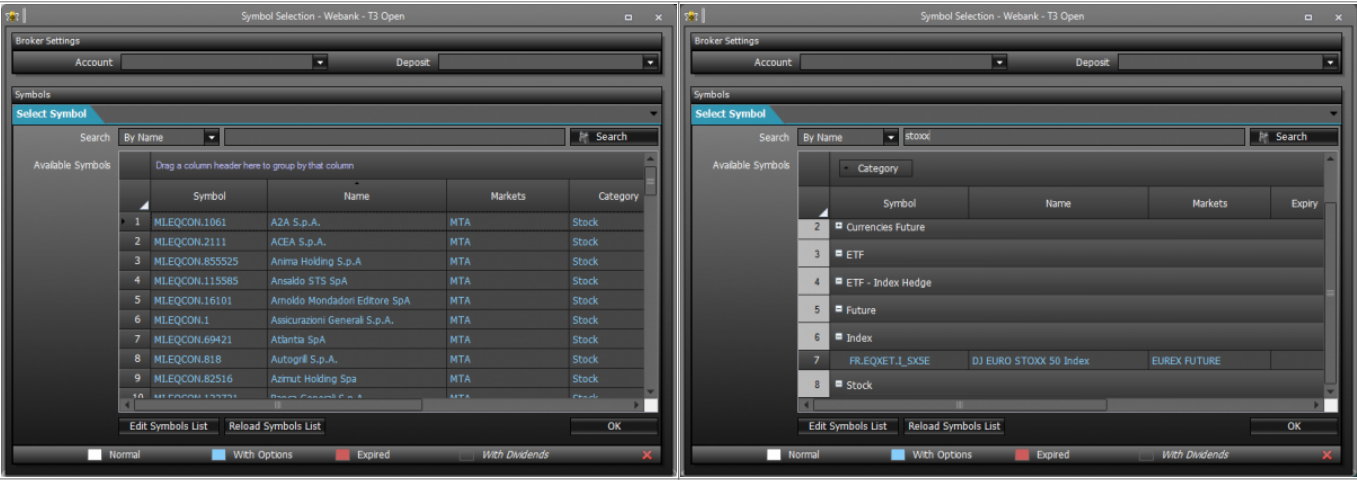 Symbol Selection - Webank - T3 Open
Broker Settings
Account Deposit
Symbols
Select Symbol
Search By Name Search
Available Symbols
Drag a column header here to group by that column
Symbol Name Markets Category
1 MI.EQCON.1061 A2A S.p.A. MTA Stock
2 MI.EQCON.2111 ACEA S.p.A. MTA Stock
3 MI.EQCON.855525 Anima Holding S.p.A MTA Stock
4 MI.EQCON.115585 Ansaldo STS SpA MTA Stock
5 MI.EQCON.16101 Arnoldo Mondadori Editore SpA MTA Stock
6 MI.EQCON.1 Assicurazioni Generali S.p.A. MTA Stock
7 MI.EQCON.69421 Atlantia SpA MTA Stock
8 MI.EQCON.818 Autogrill S.p.A. MTA Stock
9 MI.EQCON.82516 Azimut Holding Spa MTA Stock
10 MTA Stock
Edit Symbols List Reload Symbols List OK
Normal With Options Expired With Dividends
Symbol Selection - Webank - T3 Open
Broker Settings
Account Deposit
Symbols
Select Symbol
Search By Name stoxx Search
Available Symbols
Category
Symbol Name Markets Expiry
2 Currencies Future
3 ETF
4 ETF - Index Hedge
5 Future
6 Index
7 FR.EQXET.I_SX5E DJ EURO STOXX 50 Index EUREX FUTURE
8 Stock
Edit Symbols List Reload Symbols List OK
Normal With Options Expired With Dividends